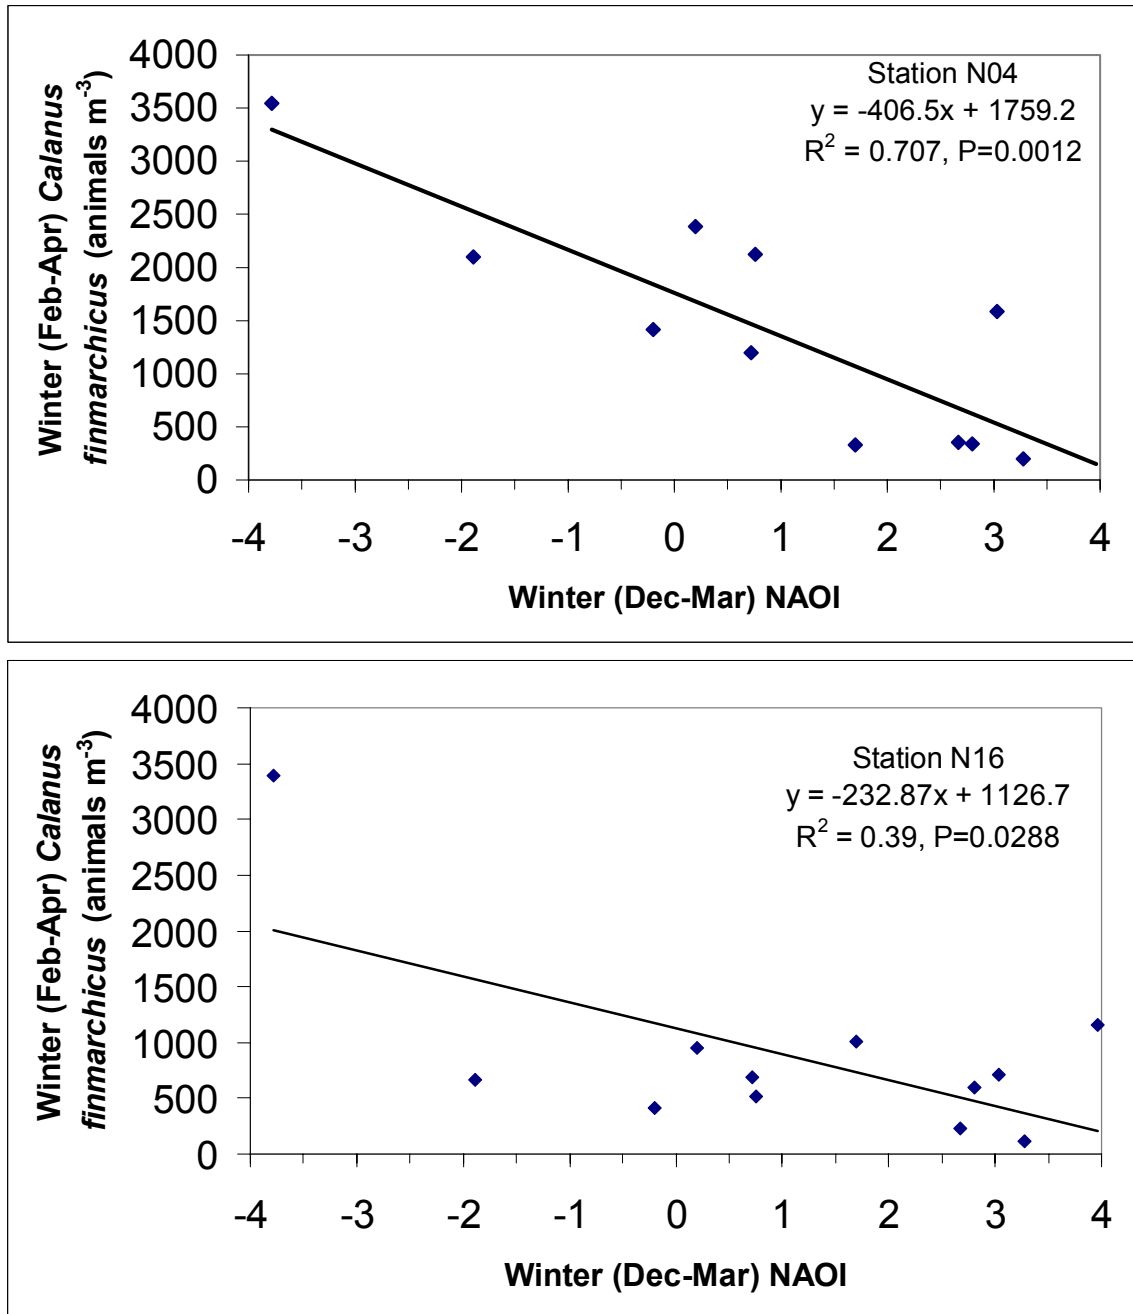 4000
3500
3000
2500
2000
1500
1000
500
0
Winter (Feb-Apr) Calanus
finmarchicus (animals m⁻³)
Station N04
y = -406.5x + 1759.2
R² = 0.707, P=0.0012
-4 -3 -2 -1 0 1 2 3 4
Winter (Dec-Mar) NAOI
4000
3500
3000
2500
2000
1500
1000
500
0
Winter (Feb-Apr) Calanus
finmarchicus (animals m⁻³)
Station N16
y = -232.87x + 1126.7
R² = 0.39, P=0.0288
-4 -3 -2 -1 0 1 2 3 4
Winter (Dec-Mar) NAOI